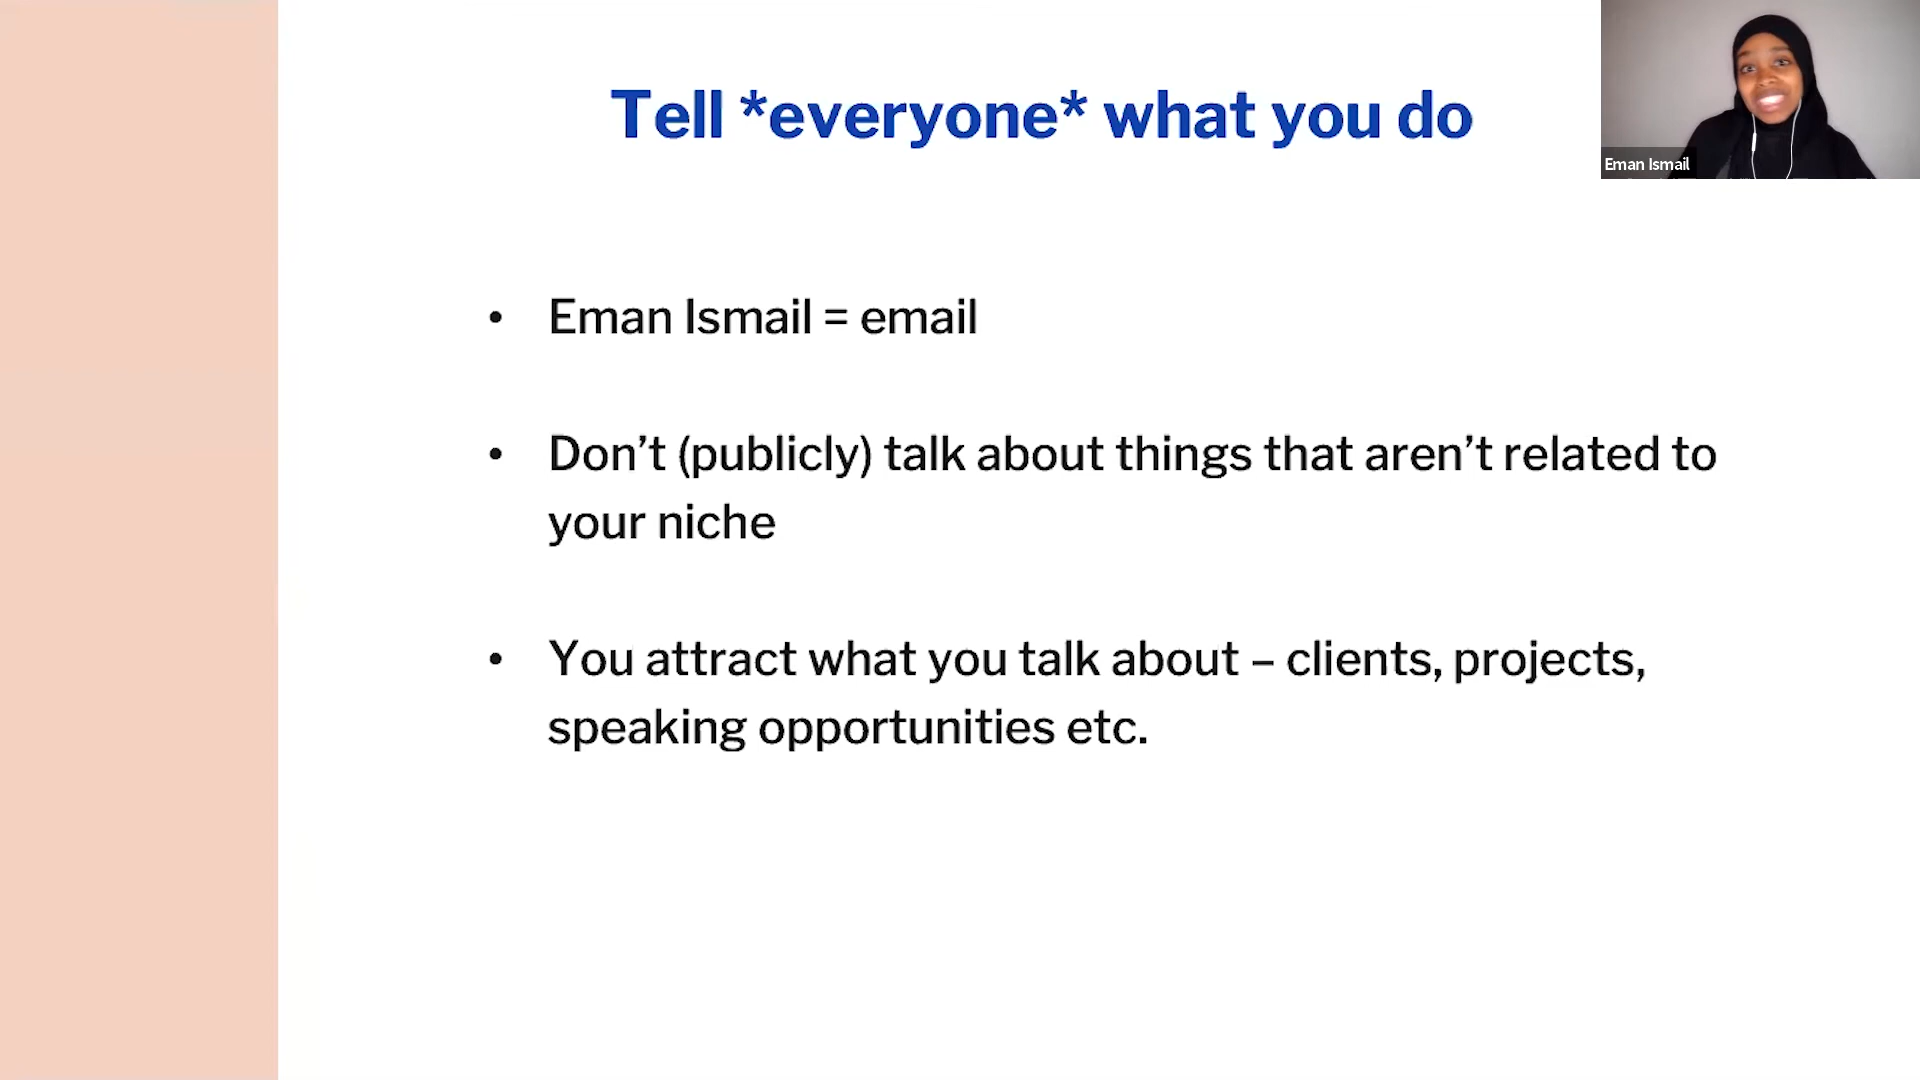 Tell *everyone* what you do
Eman Ismail
• Eman Ismail = email
• Don’t (publicly) talk about things that aren’t related to
your niche
• You attract what you talk about – clients, projects,
speaking opportunities etc.